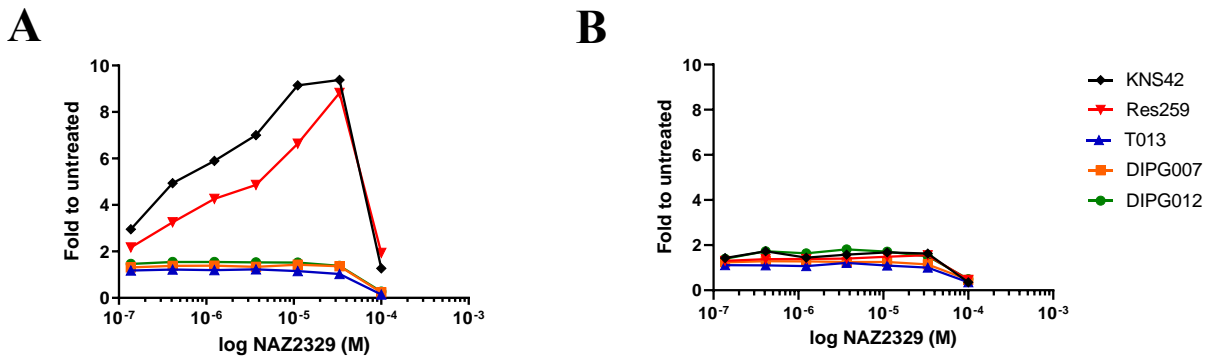 A
Fold to untreated
10
8
6
4
2
0
10-7 10-6 10-5 10-4 10-3
log NAZ2329 (M)
B
Fold to untreated
10
8
6
4
2
0
10-7 10-6 10-5 10-4 10-3
log NAZ2329 (M)
KNS42
Res259
T013
DIPG007
DIPG012